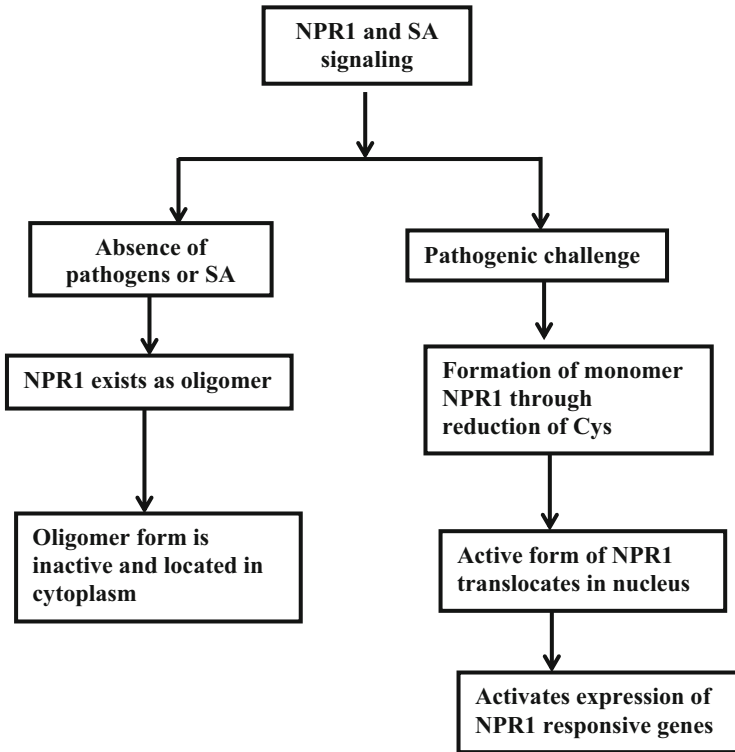 NPR1 and SA
signaling
Absence of
pathogens or SA
Pathogenic challenge
NPR1 exists as oligomer
Formation of monomer
NPR1 through
reduction of Cys
Oligomer form is
inactive and located in
cytoplasm
Active form of NPR1
translocates in nucleus
Activates expression of
NPR1 responsive genes